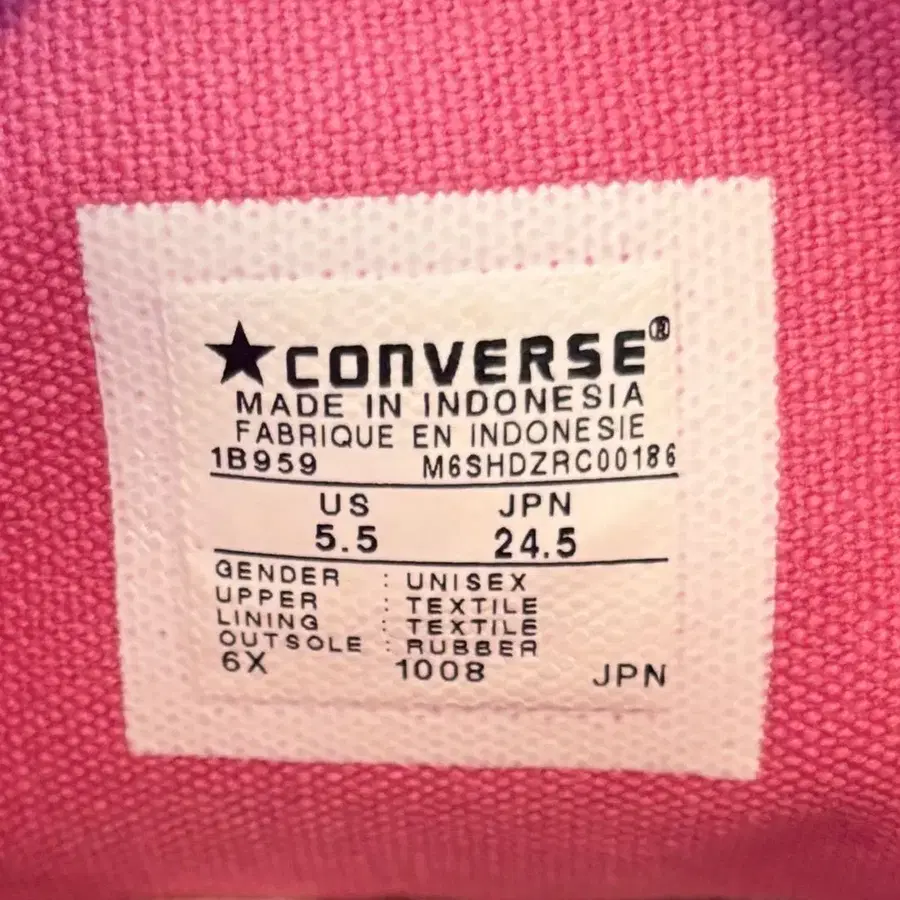 ★CONVERSE®
MADE IN INDONESIA
FABRIQUE EN INDONESIE
1B959 M6SHDZRC00186
US JPN
5.5 24.5
GENDER : UNISEX
UPPER : TEXTILE
LINING : TEXTILE
OUTSOLE : RUBBER
6X 1008 JPN